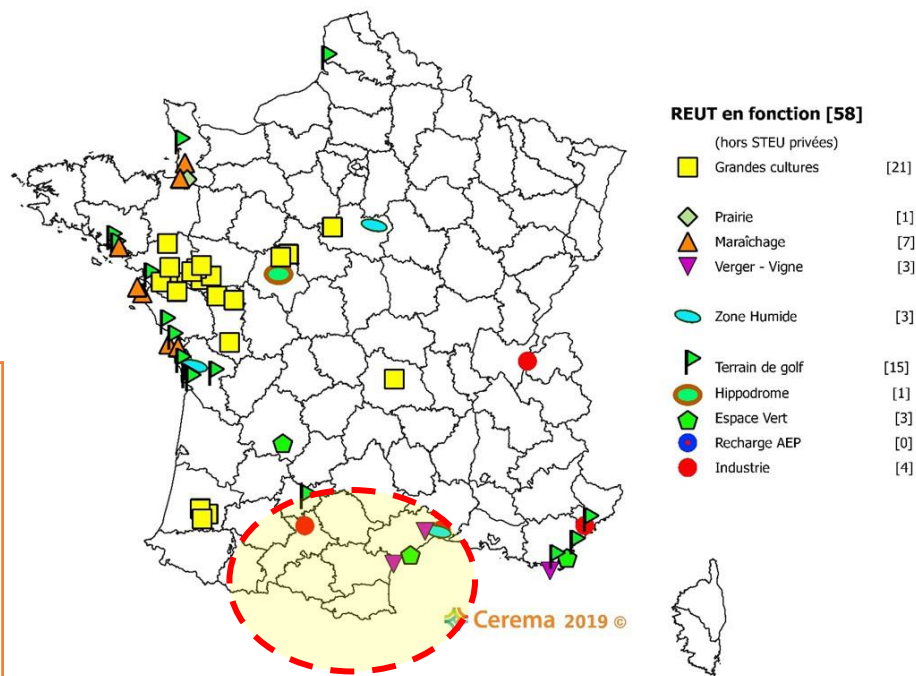 REUT en fonction [58]
(hors STEU privées)
Grandes cultures [21]
Prairie [1]
Maraîchage [7]
Verger - Vigne [3]
Zone Humide [3]
Terrain de golf [15]
Hippodrome [1]
Espace Vert [3]
Recharge AEP [0]
Industrie [4]
Cerema 2019 ©